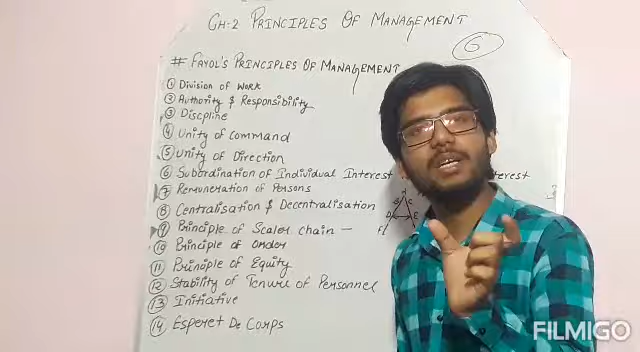 CH-2 PRINCIPLES OF MANAGEMENT
6
# FAYOL'S PRINCIPLES OF MANAGEMENT
① Division of Work
② Authority & Responsibility
③ Discpline
④ Unity of Command
⑤ Unity of Direction
⑥ Subordination of Individual Interest Interest
⑦ Remuneration of Persons
⑧ Centralisation & Decentralisation
⑨ Principle of Scaler chain –
⑩ Principle of Order
11 Principle of Equity
⑫ Stability of Tenure of Personnel
⑬ Initiative
⑭ Esperet De Corps
FILMIGO